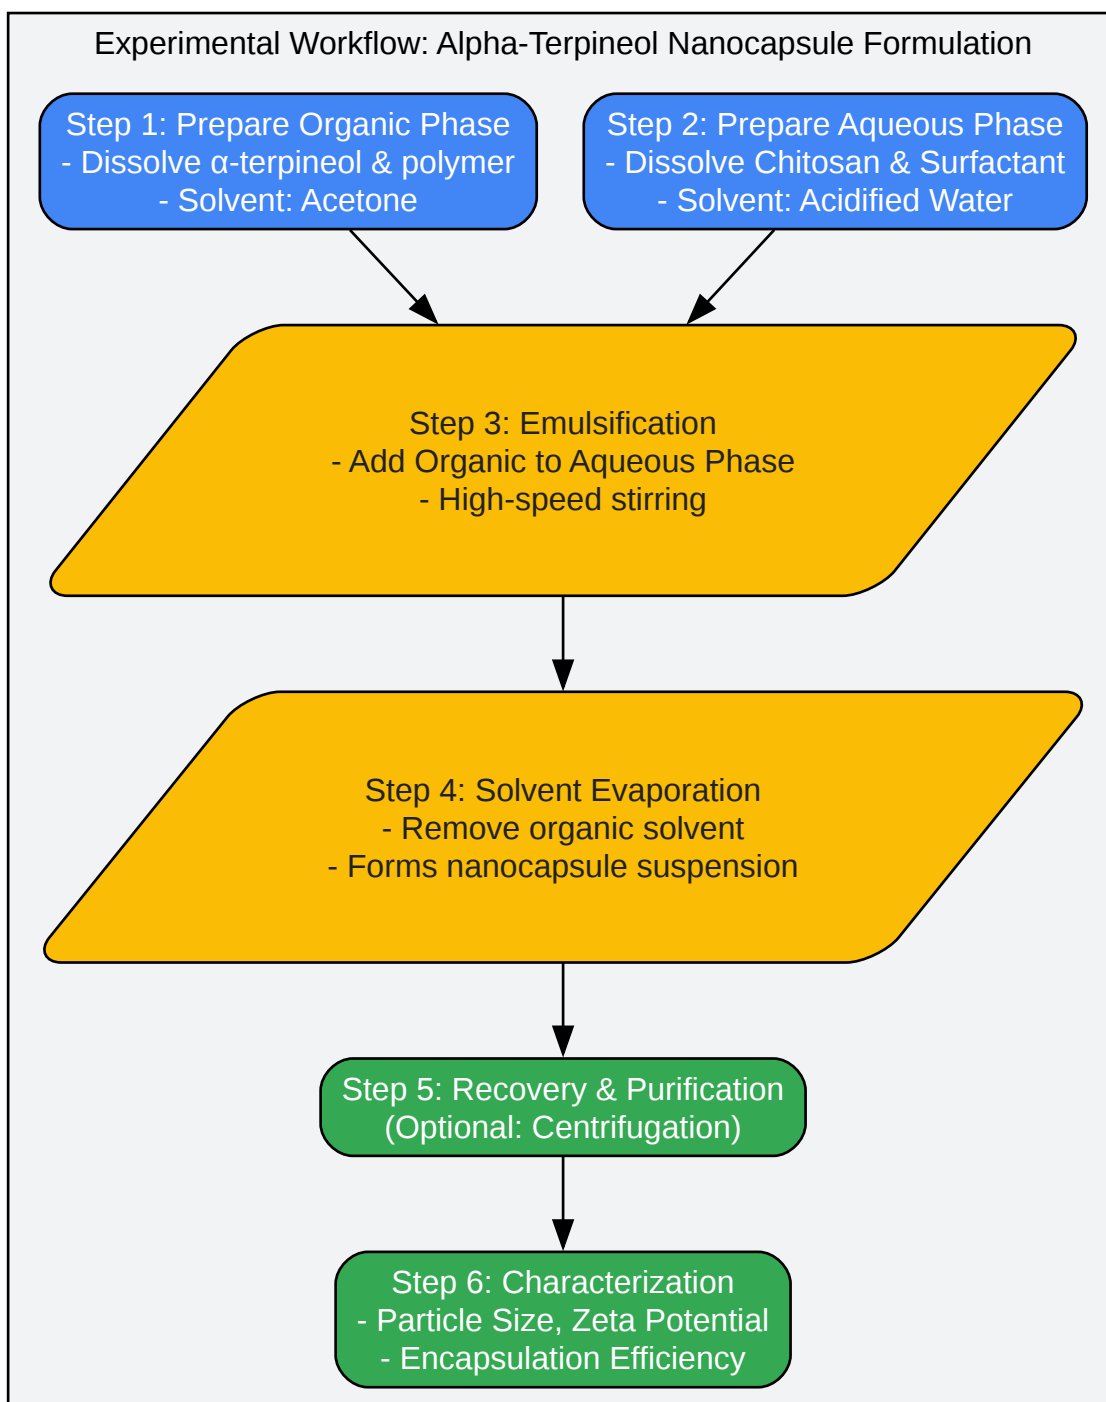 Experimental Workflow: Alpha-Terpineol Nanocapsule Formulation
Step 1: Prepare Organic Phase
- Dissolve α-terpineol & polymer
- Solvent: Acetone
Step 2: Prepare Aqueous Phase
- Dissolve Chitosan & Surfactant
- Solvent: Acidified Water
Step 3: Emulsification
- Add Organic to Aqueous Phase
- High-speed stirring
Step 4: Solvent Evaporation
- Remove organic solvent
- Forms nanocapsule suspension
Step 5: Recovery & Purification
(Optional: Centrifugation)
Step 6: Characterization
- Particle Size, Zeta Potential
- Encapsulation Efficiency